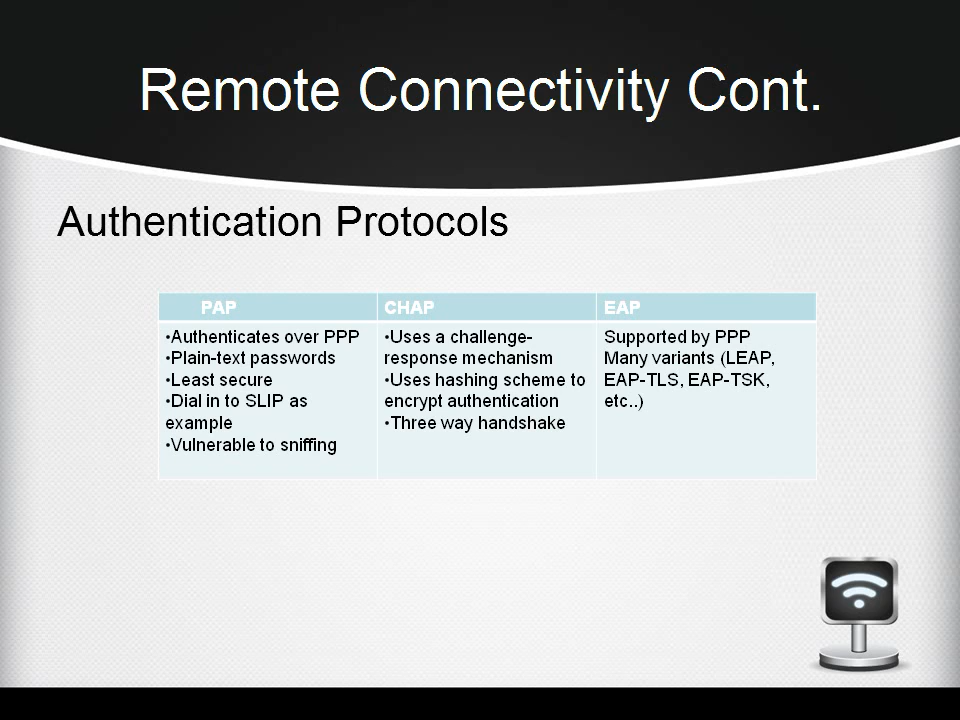 Remote Connectivity Cont.
Authentication Protocols
PAP
•Authenticates over PPP
•Plain-text passwords
•Least secure
•Dial in to SLIP as
example
•Vulnerable to sniffing
CHAP
•Uses a challenge-
response mechanism
•Uses hashing scheme to
encrypt authentication
•Three way handshake
EAP
Supported by PPP
Many variants (LEAP,
EAP-TLS, EAP-TSK,
etc..)